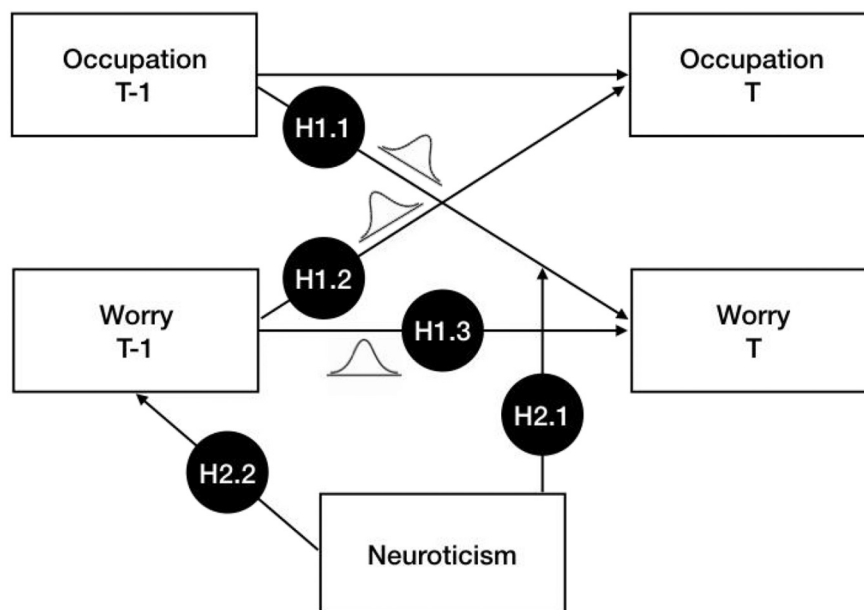 Occupation
T-1
Occupation
T
H1.1
H1.2
Worry
T-1
H1.3
Worry
T
H2.1
H2.2
Neuroticism